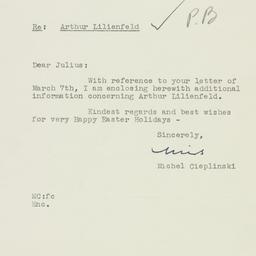 P.B
Re: Arthur Lilienfeld
Dear Julius:
With reference to your letter of
March 7th, I am enclosing herewith additional
information concerning Arthur Lilienfeld.
Kindest regards and best wishes
for very Happy Easter Holidays -
Sincerely,
Michel Cieplinski
MC:fc
Enc.